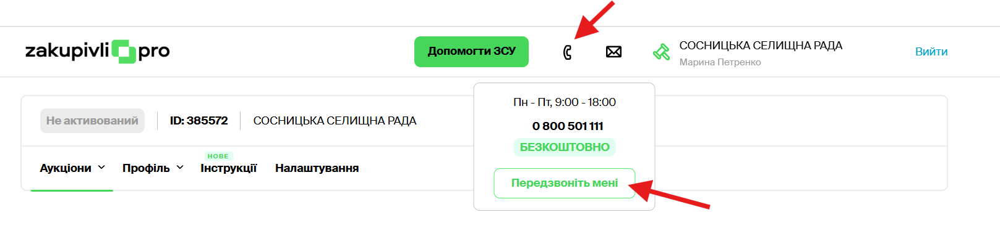 zakupivli pro
Допомогти ЗСУ
СОСНИЦЬКА СЕЛИЩНА РАДА
Марина Петренко
Вийти
Не активований
ID: 385572
СОСНИЦЬКА СЕЛИЩНА РАДА
Пн - Пт, 9:00 - 18:00
0 800 501 111
БЕЗКОШТОВНО
Передзвоніть мені
Аукціони
Профіль
НОВЕ
Інструкції
Налаштування